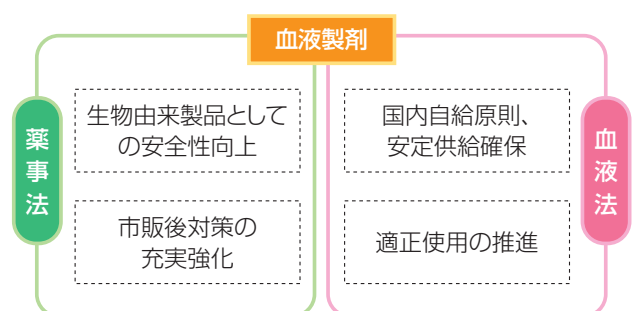 血液製剤
薬事法
生物由来製品として
の安全性向上
市販後対策の
充実強化
国内自給原則、
安定供給確保
適正使用の推進
血液法